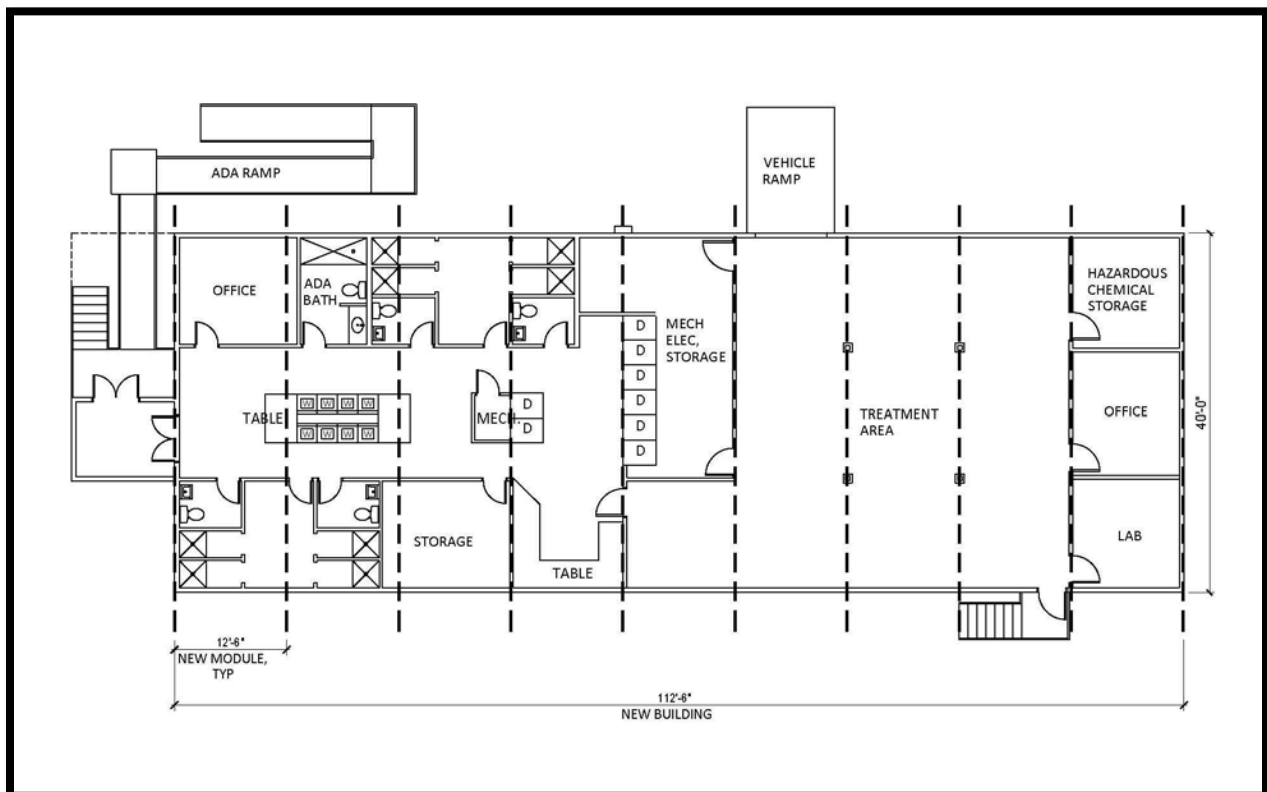 ADA RAMP
VEHICLE
RAMP
OFFICE
ADA
BATH
HAZARDOUS
CHEMICAL
STORAGE
MECH
ELEC,
STORAGE
D
D
D
D
D
D
TABLE
W W W W
W W W W
MECH.
D
D
TREATMENT
AREA
OFFICE
40'-0"
STORAGE
TABLE
LAB
12'-6"
NEW MODULE,
TYP
112'-6"
NEW BUILDING